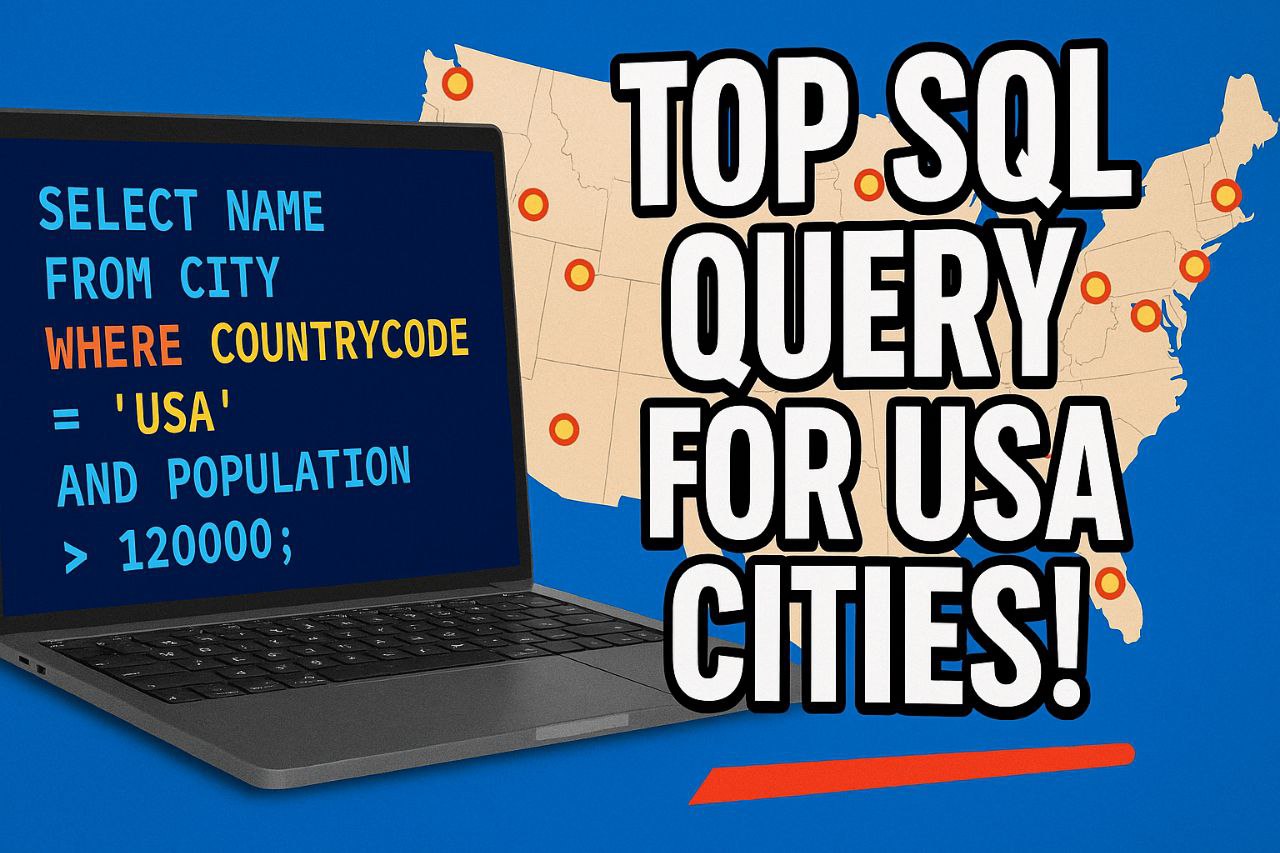 SELECT NAME
FROM CITY
WHERE COUNTRYCODE
= 'USA'
AND POPULATION
> 120000;
TOP SQL
QUERY
FOR USA
CITIES!